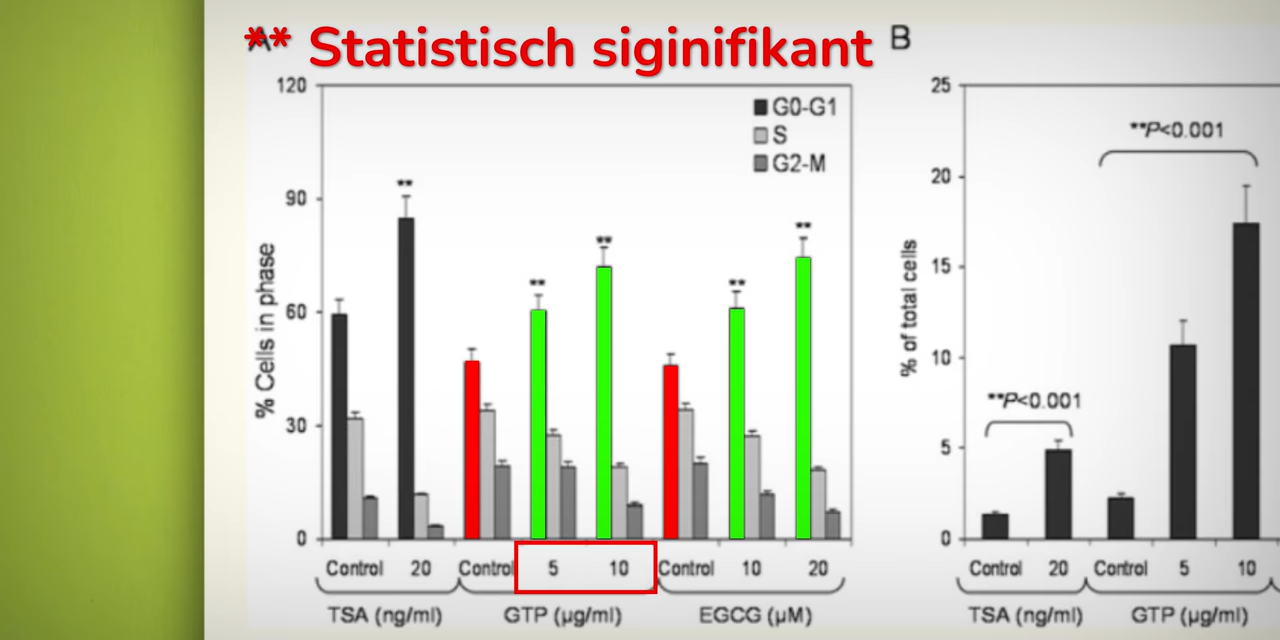 ** Statistisch siginifikant
B
120
90
60
30
0
% Cells in phase
G0-G1
S
G2-M
**
**
**
**
**
Control 20 Control 5 10 Control 10 20
TSA (ng/ml) GTP (µg/ml) EGCG (µM)
25
20
15
10
5
0
% of total cells
**P<0.001
**P<0.001
Control 20 Control 5 10
TSA (ng/ml) GTP (µg/ml)